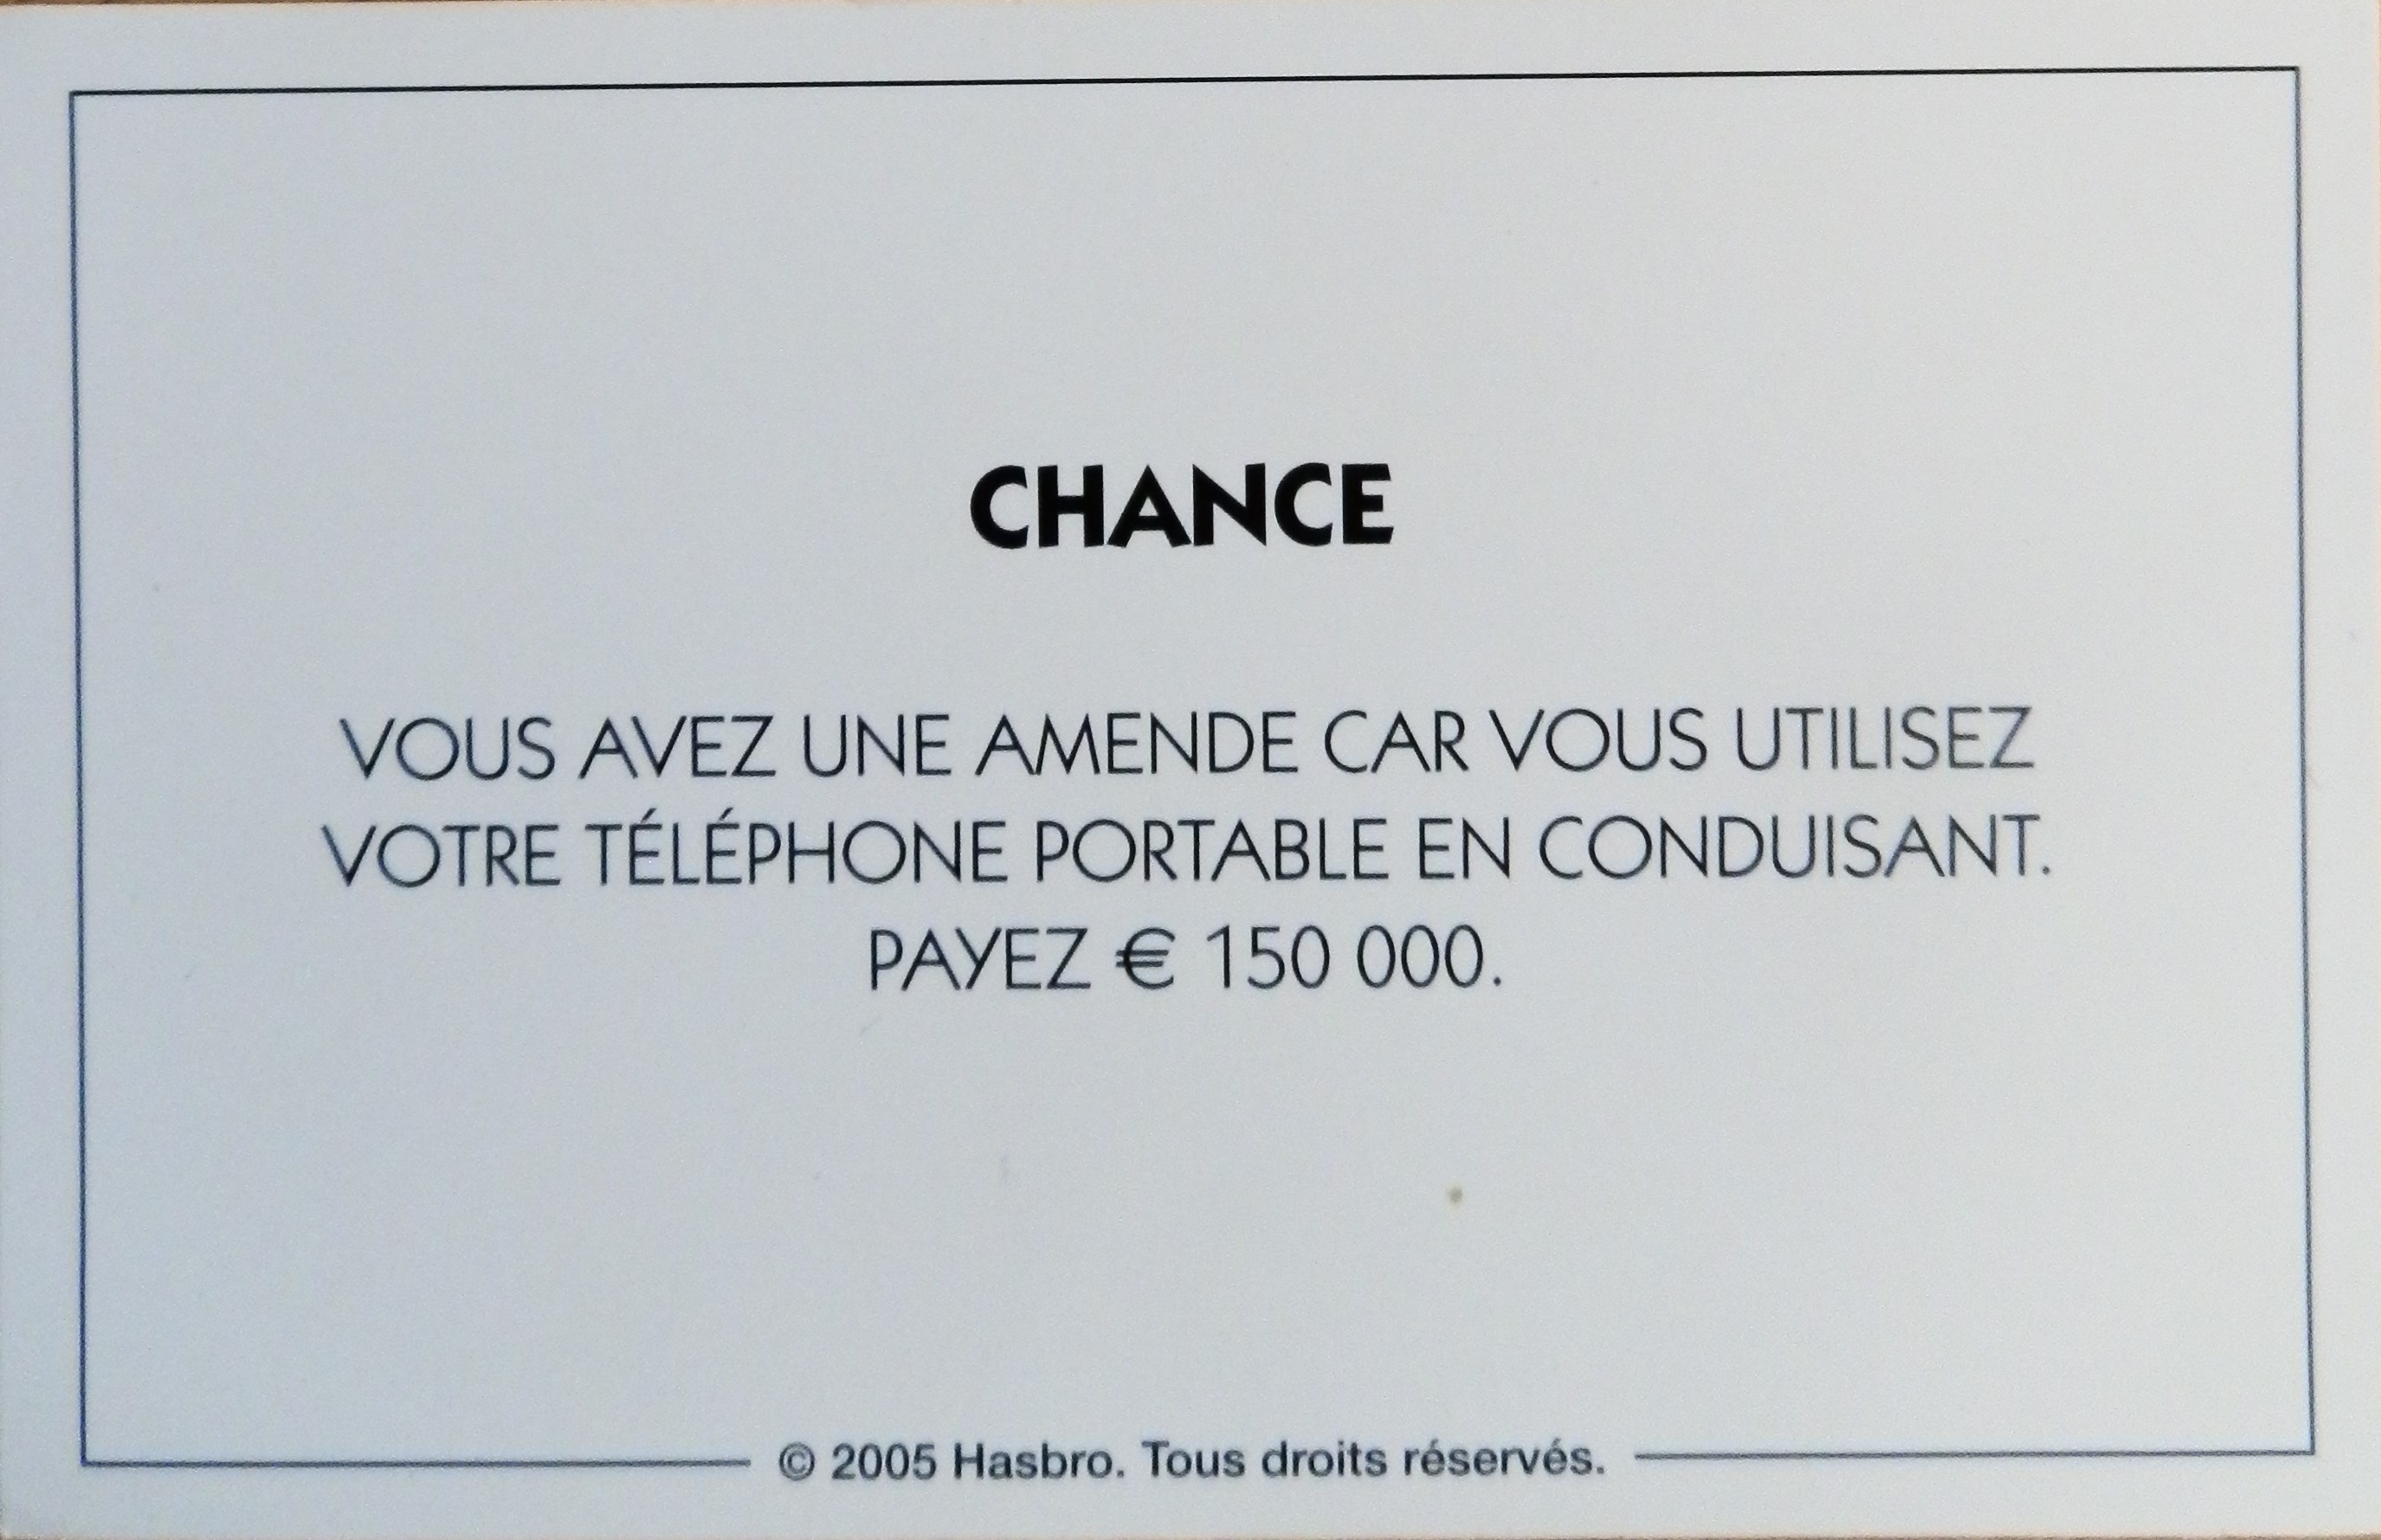 CHANCE
VOUS AVEZ UNE AMENDE CAR VOUS UTILISEZ
VOTRE TÉLÉPHONE PORTABLE EN CONDUISANT.
PAYEZ € 150 000.
© 2005 Hasbro. Tous droits réservés.